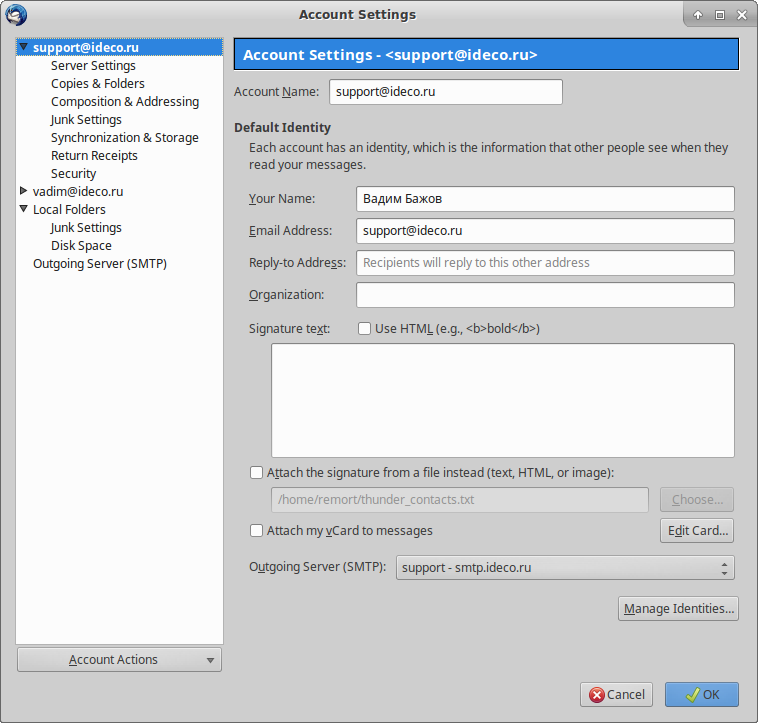 Account Settings
support@ideco.ru
Server Settings
Copies & Folders
Composition & Addressing
Junk Settings
Synchronization & Storage
Return Receipts
Security
vadim@ideco.ru
Local Folders
Junk Settings
Disk Space
Outgoing Server (SMTP)
Account Actions
Account Settings - <support@ideco.ru>
Account Name: support@ideco.ru
Default Identity
Each account has an identity, which is the information that other people see when they
read your messages.
Your Name: Вадим Бажов
Email Address: support@ideco.ru
Reply-to Address: Recipients will reply to this other address
Organization:
Signature text: Use HTML (e.g., <b>bold</b>)
Attach the signature from a file instead (text, HTML, or image):
/home/remort/thunder_contacts.txt Choose...
Attach my vCard to messages Edit Card...
Outgoing Server (SMTP): support - smtp.ideco.ru
Manage Identities...
Cancel OK